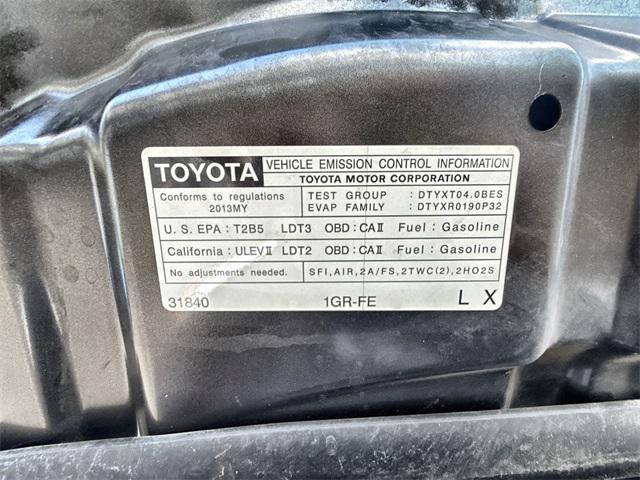 TOYOTA VEHICLE EMISSION CONTROL INFORMATION
TOYOTA MOTOR CORPORATION
Conforms to regulations
2013MY
TEST GROUP : DTYXT04.0BES
EVAP FAMILY : DTYXR0190P32
U.S. EPA : T2B5 LDT3 OBD : CAⅡ Fuel : Gasoline
California : ULEVⅡ LDT2 OBD : CAⅡ Fuel : Gasoline
No adjustments needed. SFI,AIR,2A/FS,2TWC(2),2HO2S
31840 1GR-FE L X